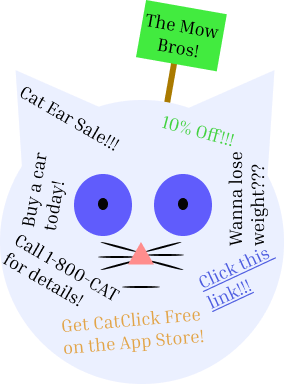 The Mow
Bros!
Cat Ear Sale!!!
10% Off!!!
Buy a car
today!
Wanna lose
weight???
Call 1-800-CAT
for details!
Click this
link!!!
Get CatClick Free
on the App Store!